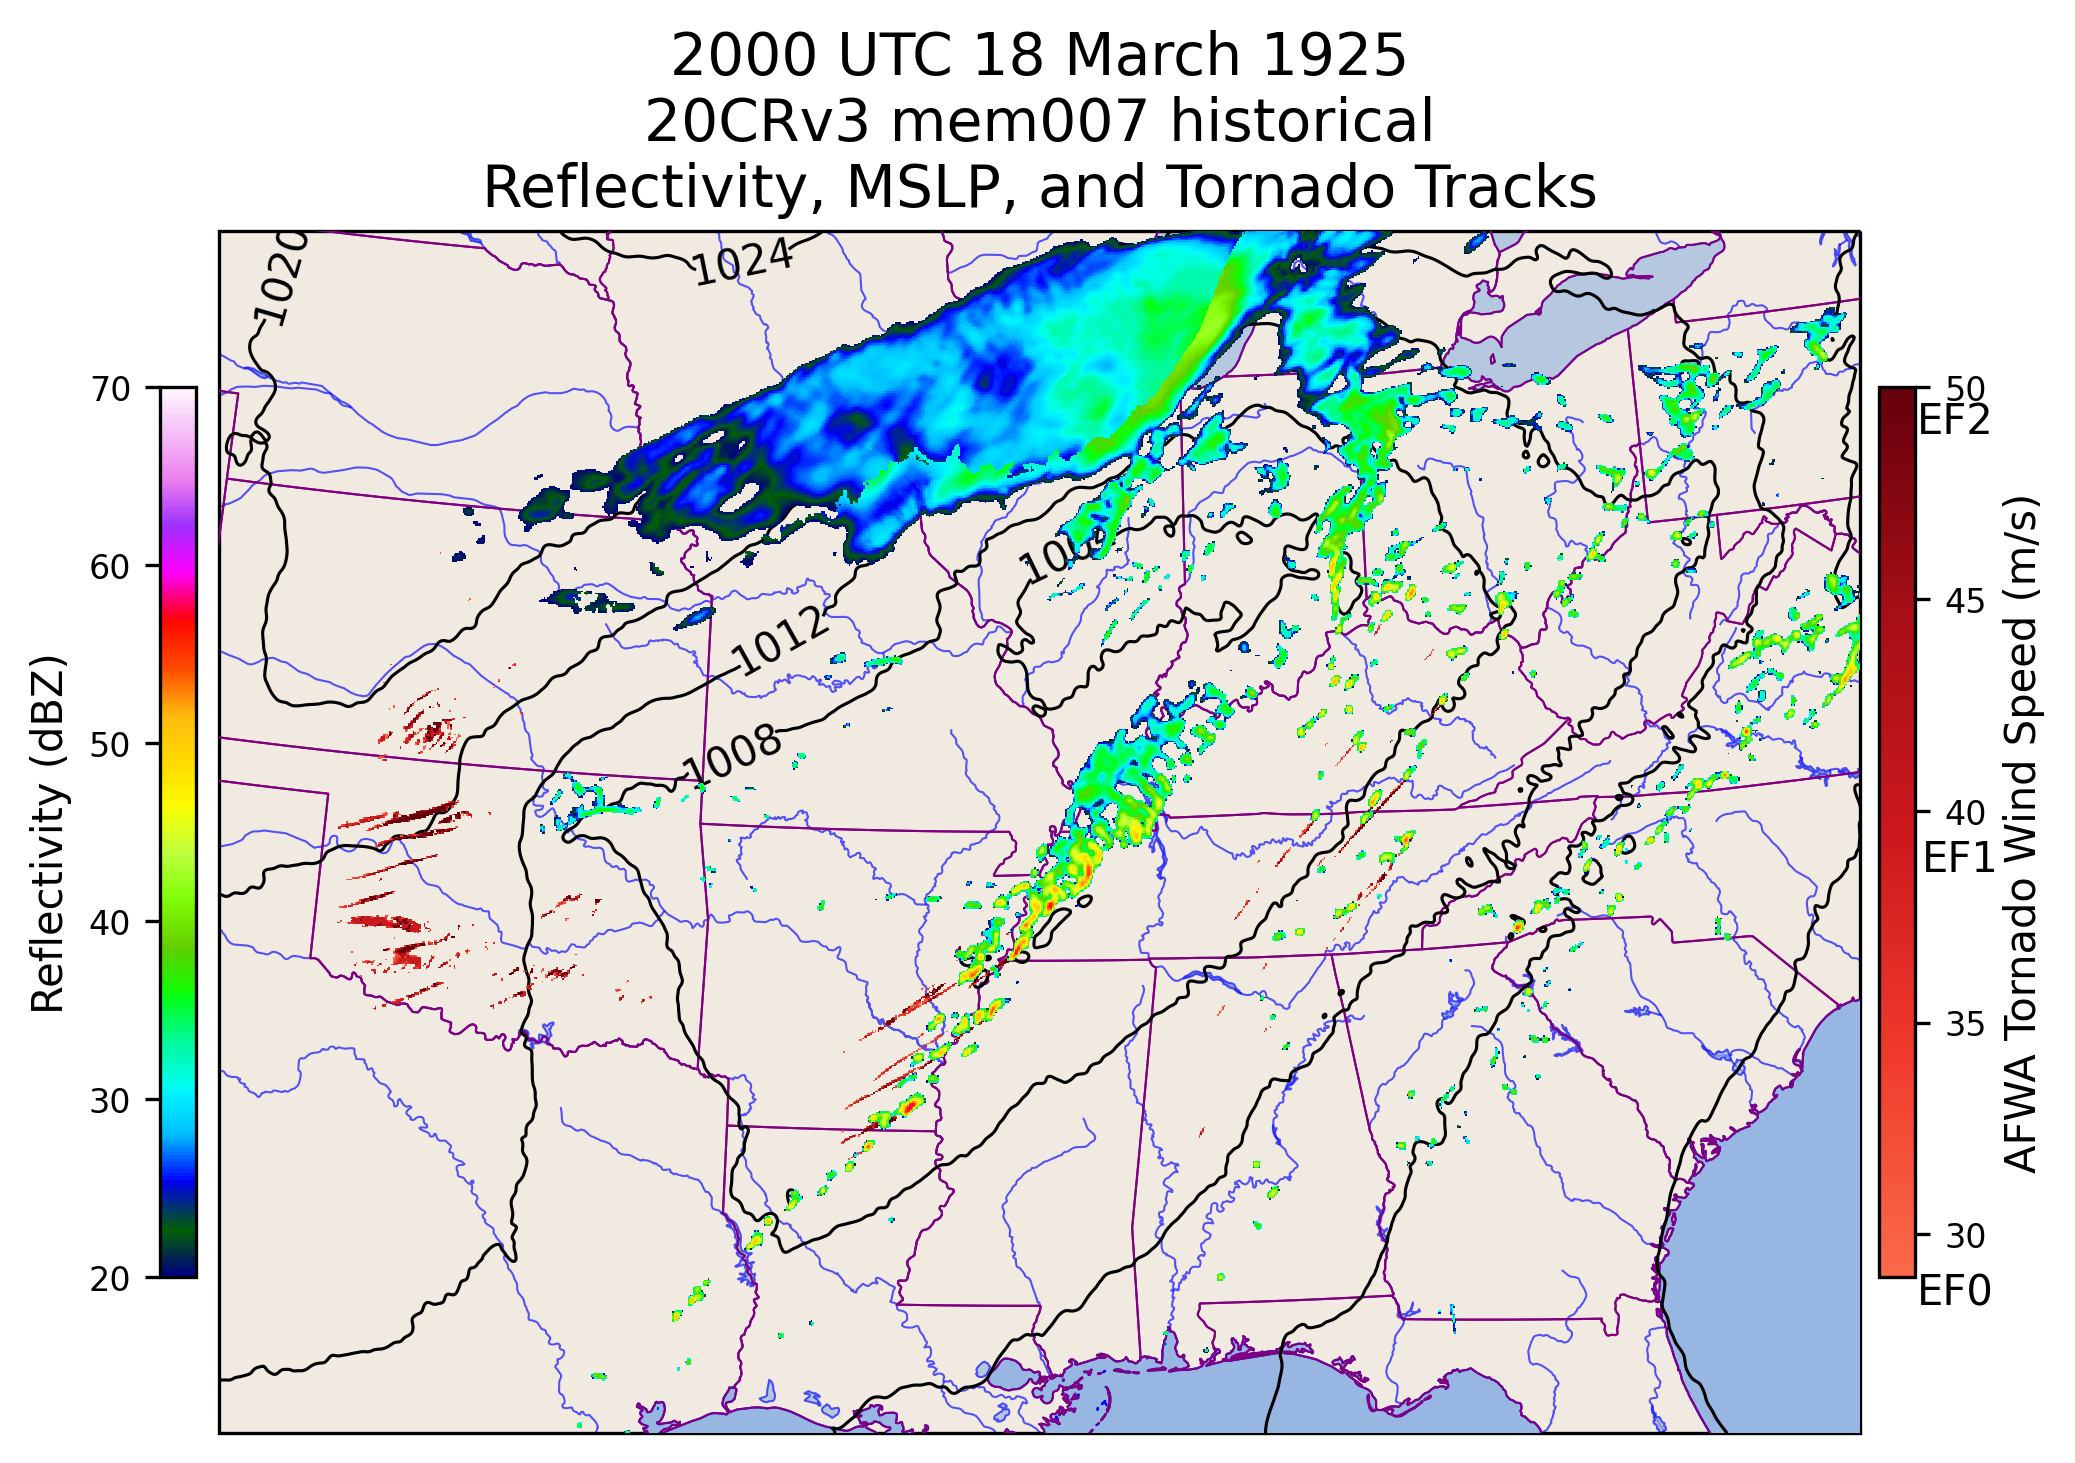 2000 UTC 18 March 1925
20CRv3 mem007 historical
Reflectivity, MSLP, and Tornado Tracks
1020
1024
1012
1008
70
60
50
40
30
20
Reflectivity (dBZ)
50
EF2
45
40
EF1
35
30
EF0
AFWA Tornado Wind Speed (m/s)